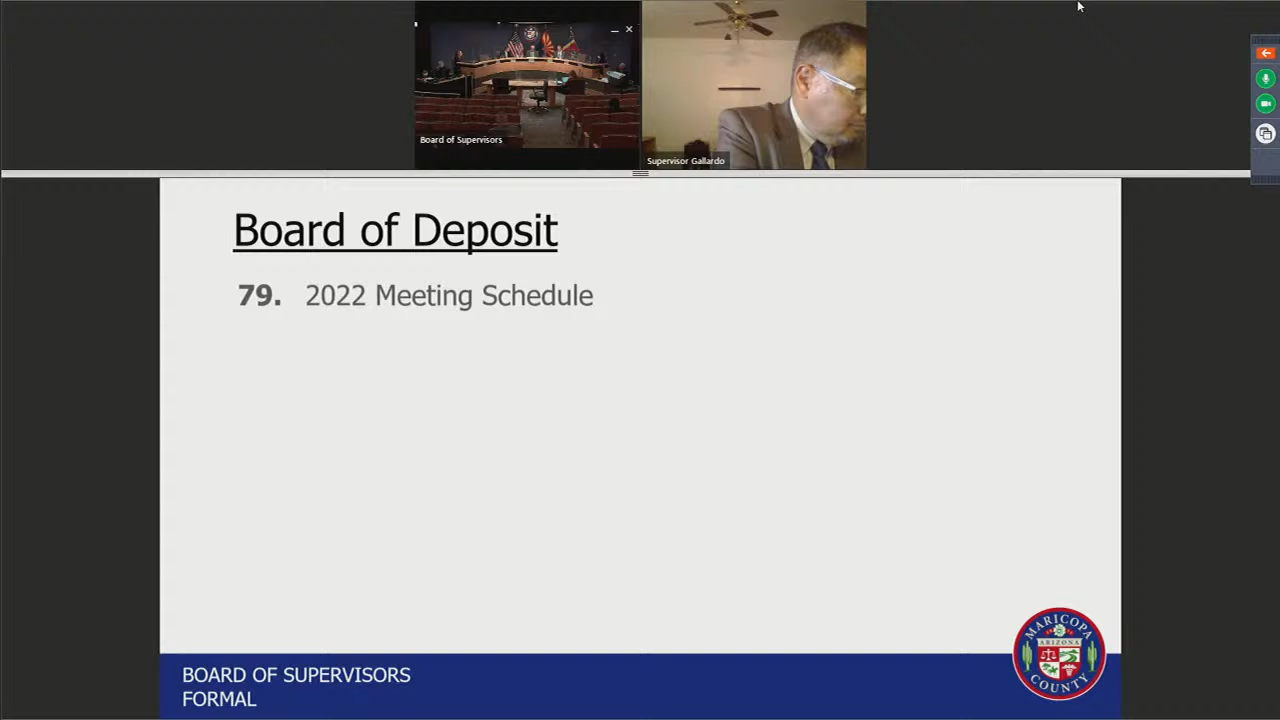 Board of Supervisors
Supervisor Gallardo
Board of Deposit
79. 2022 Meeting Schedule
BOARD OF SUPERVISORS
FORMAL
MARICOPA
ARIZONA
COUNTY